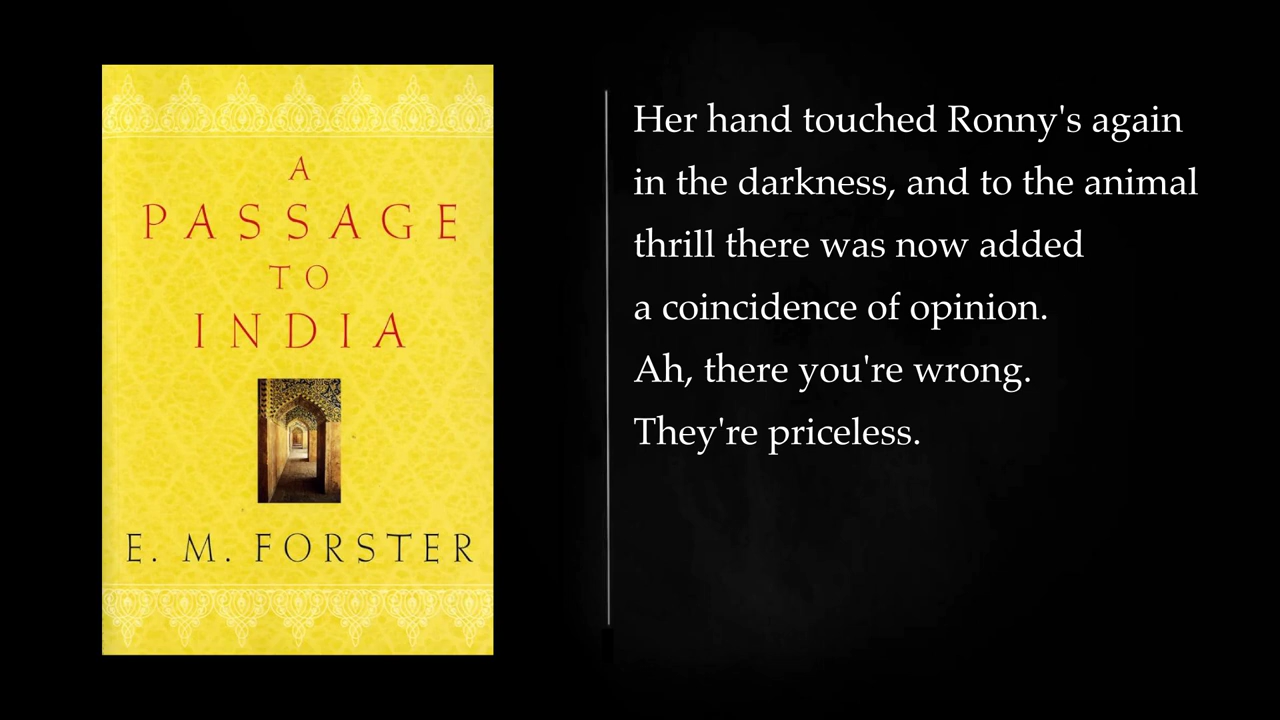 A
PASSAGE
TO
INDIA
E. M. FORSTER
Her hand touched Ronny's again
in the darkness, and to the animal
thrill there was now added
a coincidence of opinion.
Ah, there you're wrong.
They're priceless.